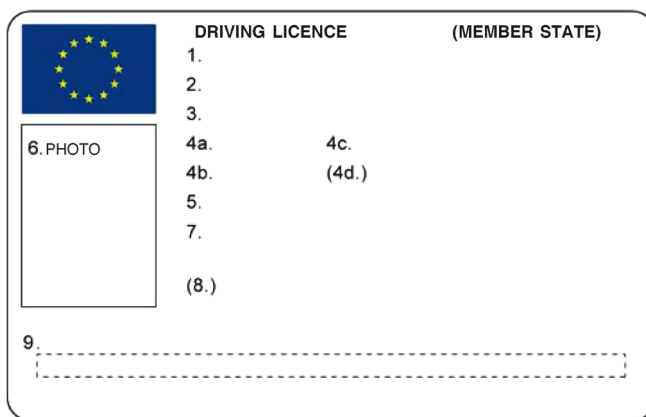 DRIVING LICENCE (MEMBER STATE)
1.
2.
3.
6. PHOTO
4a. 4c.
4b. (4d.)
5.
7.
(8.)
9.